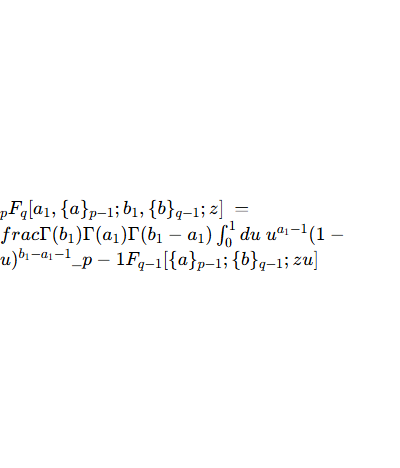 $_pF_q[a_1, \{a\}_{p-1}; b_1, \{b\}_{q-1}; z] \; =$
$frac\Gamma(b_1)\Gamma(a_1)\Gamma(b_1 - a_1) \int_0^1 du \; u^{a_1-1}(1 -$
$u)^{b_1-a_1-1}\_p - 1F_{q-1}[\{a\}_{p-1}; \{b\}_{q-1}; zu]$